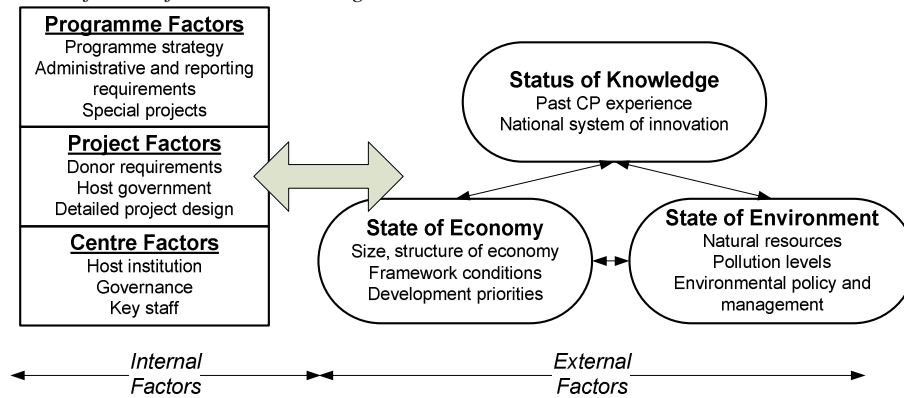 Programme Factors
Programme strategy
Administrative and reporting
requirements
Special projects
Project Factors
Donor requirements
Host government
Detailed project design
Centre Factors
Host institution
Governance
Key staff
Status of Knowledge
Past CP experience
National system of innovation
State of Economy
Size, structure of economy
Framework conditions
Development priorities
State of Environment
Natural resources
Pollution levels
Environmental policy and
management
Internal
Factors
External
Factors